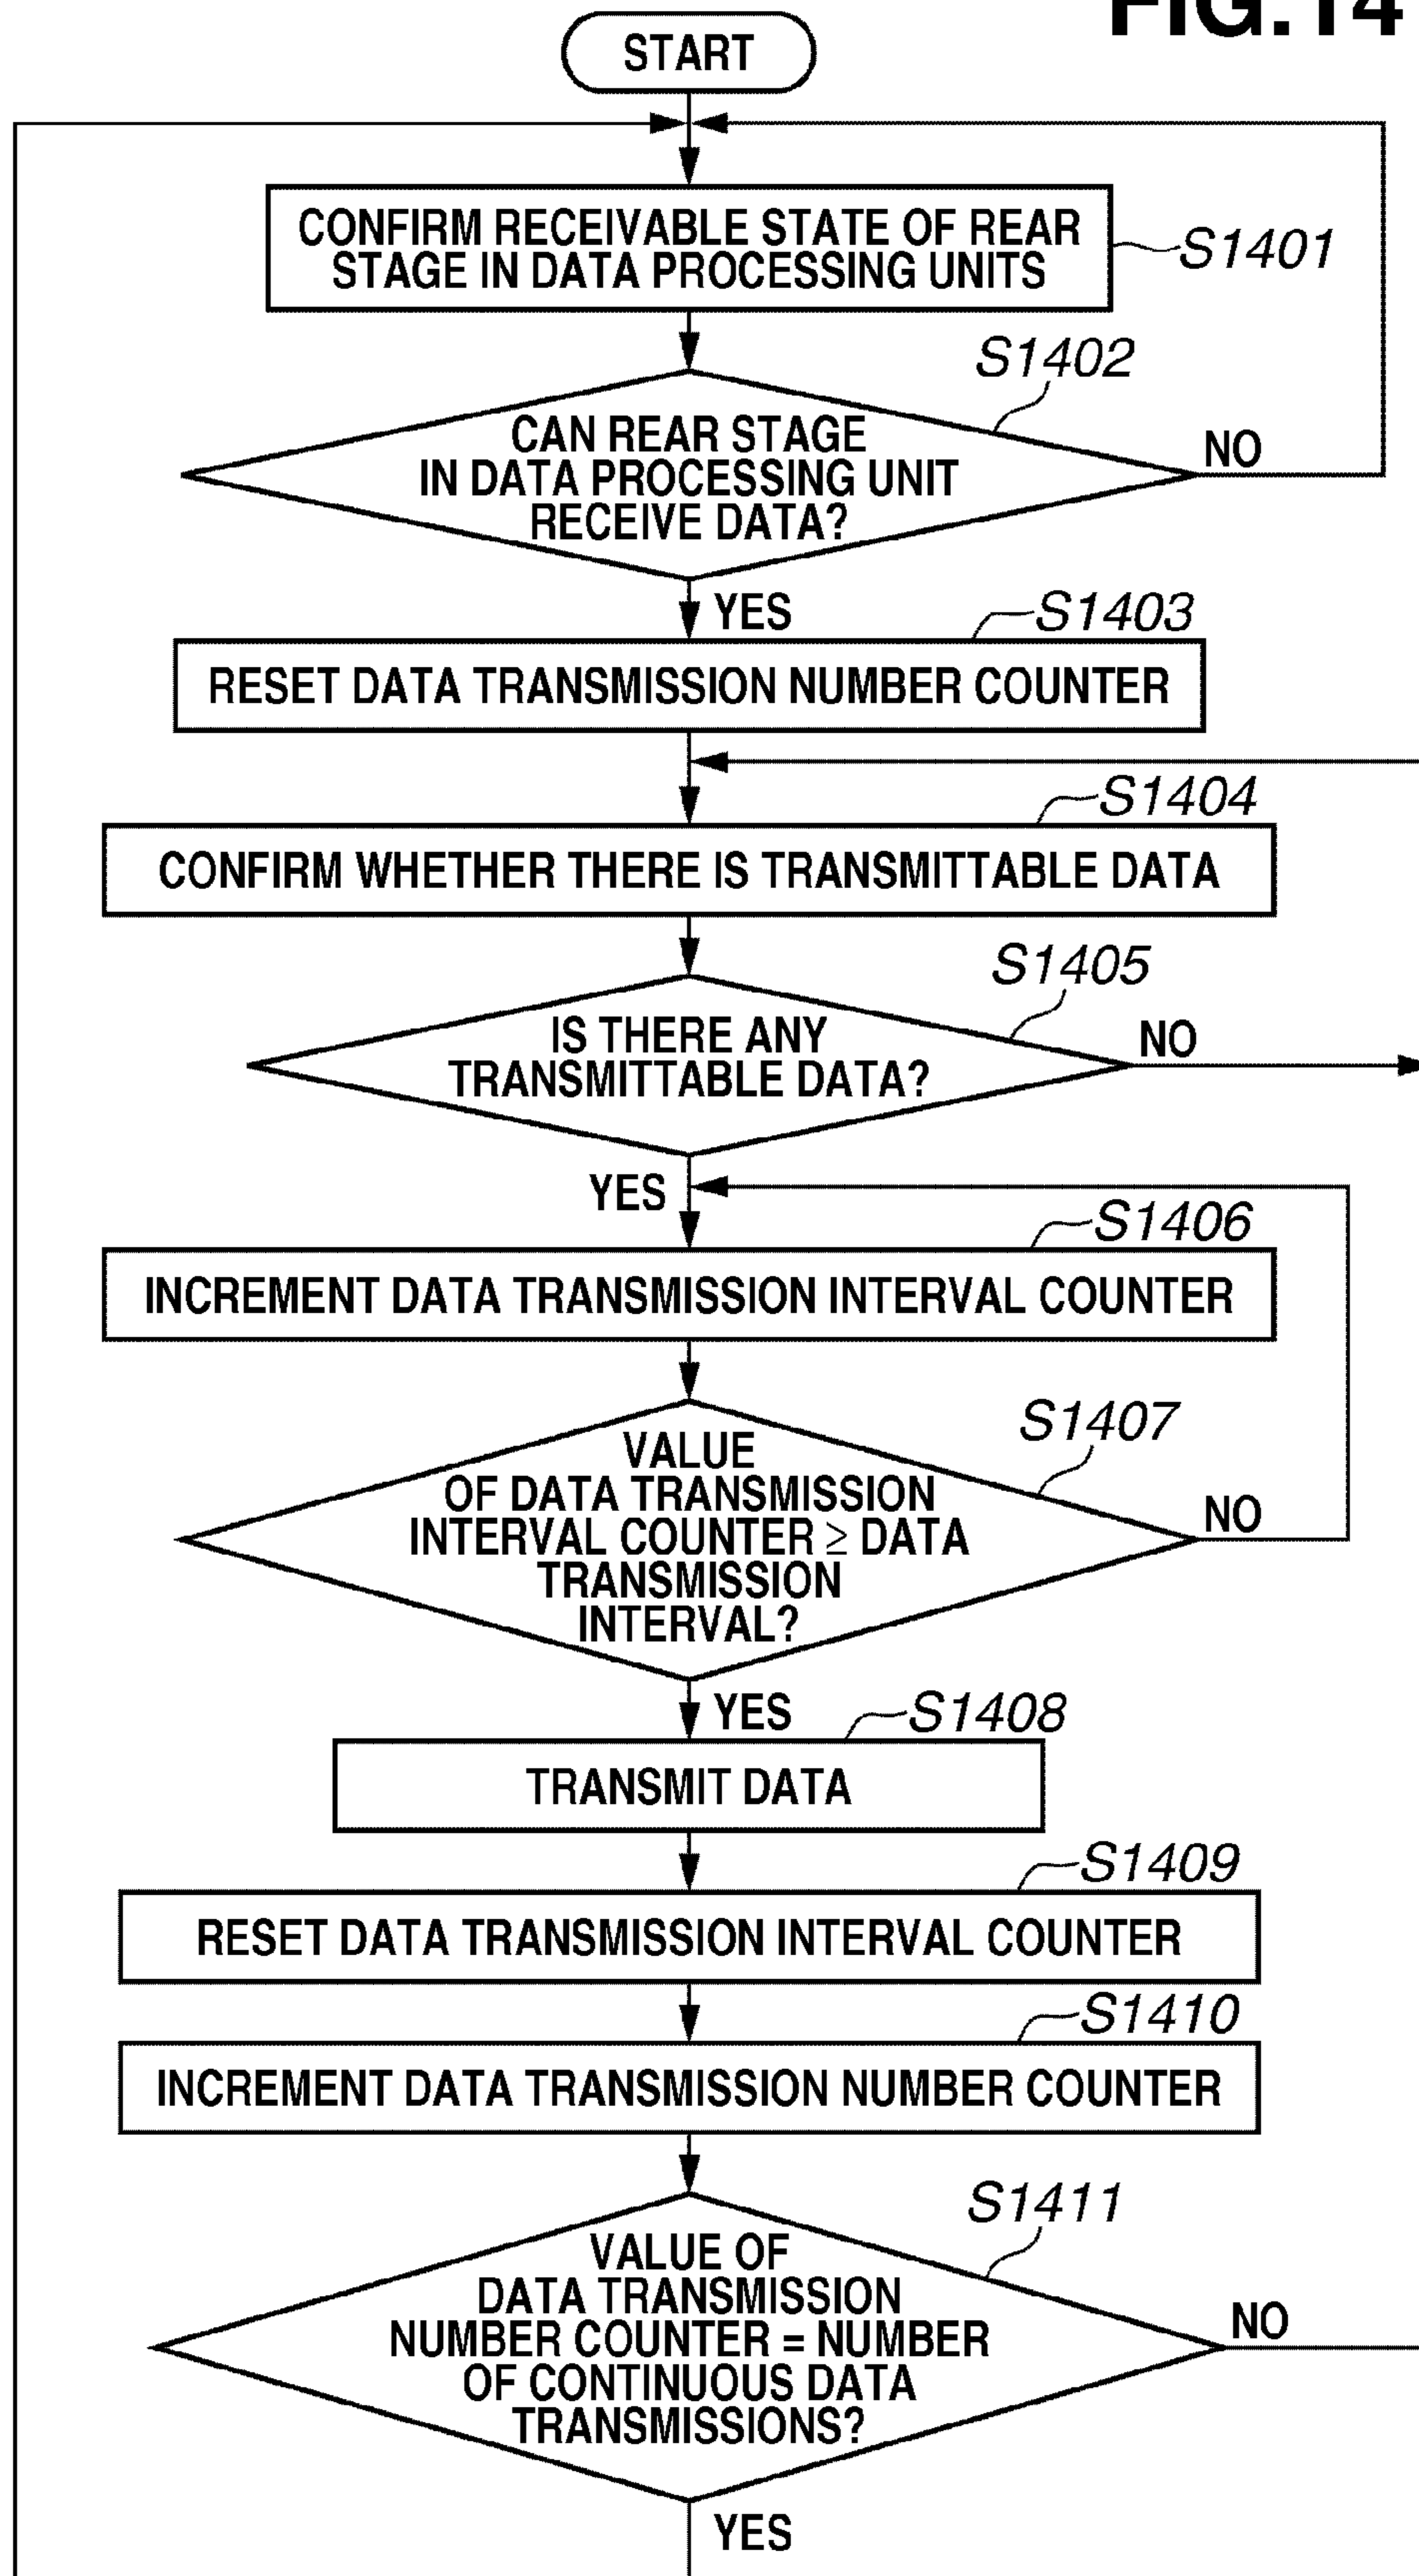 FIG.14
START
CONFIRM RECEIVABLE STATE OF REAR
STAGE IN DATA PROCESSING UNITS
S1401
S1402
CAN REAR STAGE
IN DATA PROCESSING UNIT
RECEIVE DATA?
NO
YES
S1403
RESET DATA TRANSMISSION NUMBER COUNTER
S1404
CONFIRM WHETHER THERE IS TRANSMITTABLE DATA
S1405
IS THERE ANY
TRANSMITTABLE DATA?
NO
YES
S1406
INCREMENT DATA TRANSMISSION INTERVAL COUNTER
S1407
VALUE
OF DATA TRANSMISSION
INTERVAL COUNTER ≥ DATA
TRANSMISSION
INTERVAL?
NO
YES
S1408
TRANSMIT DATA
S1409
RESET DATA TRANSMISSION INTERVAL COUNTER
S1410
INCREMENT DATA TRANSMISSION NUMBER COUNTER
S1411
VALUE OF
DATA TRANSMISSION
NUMBER COUNTER = NUMBER
OF CONTINUOUS DATA
TRANSMISSIONS?
NO
YES